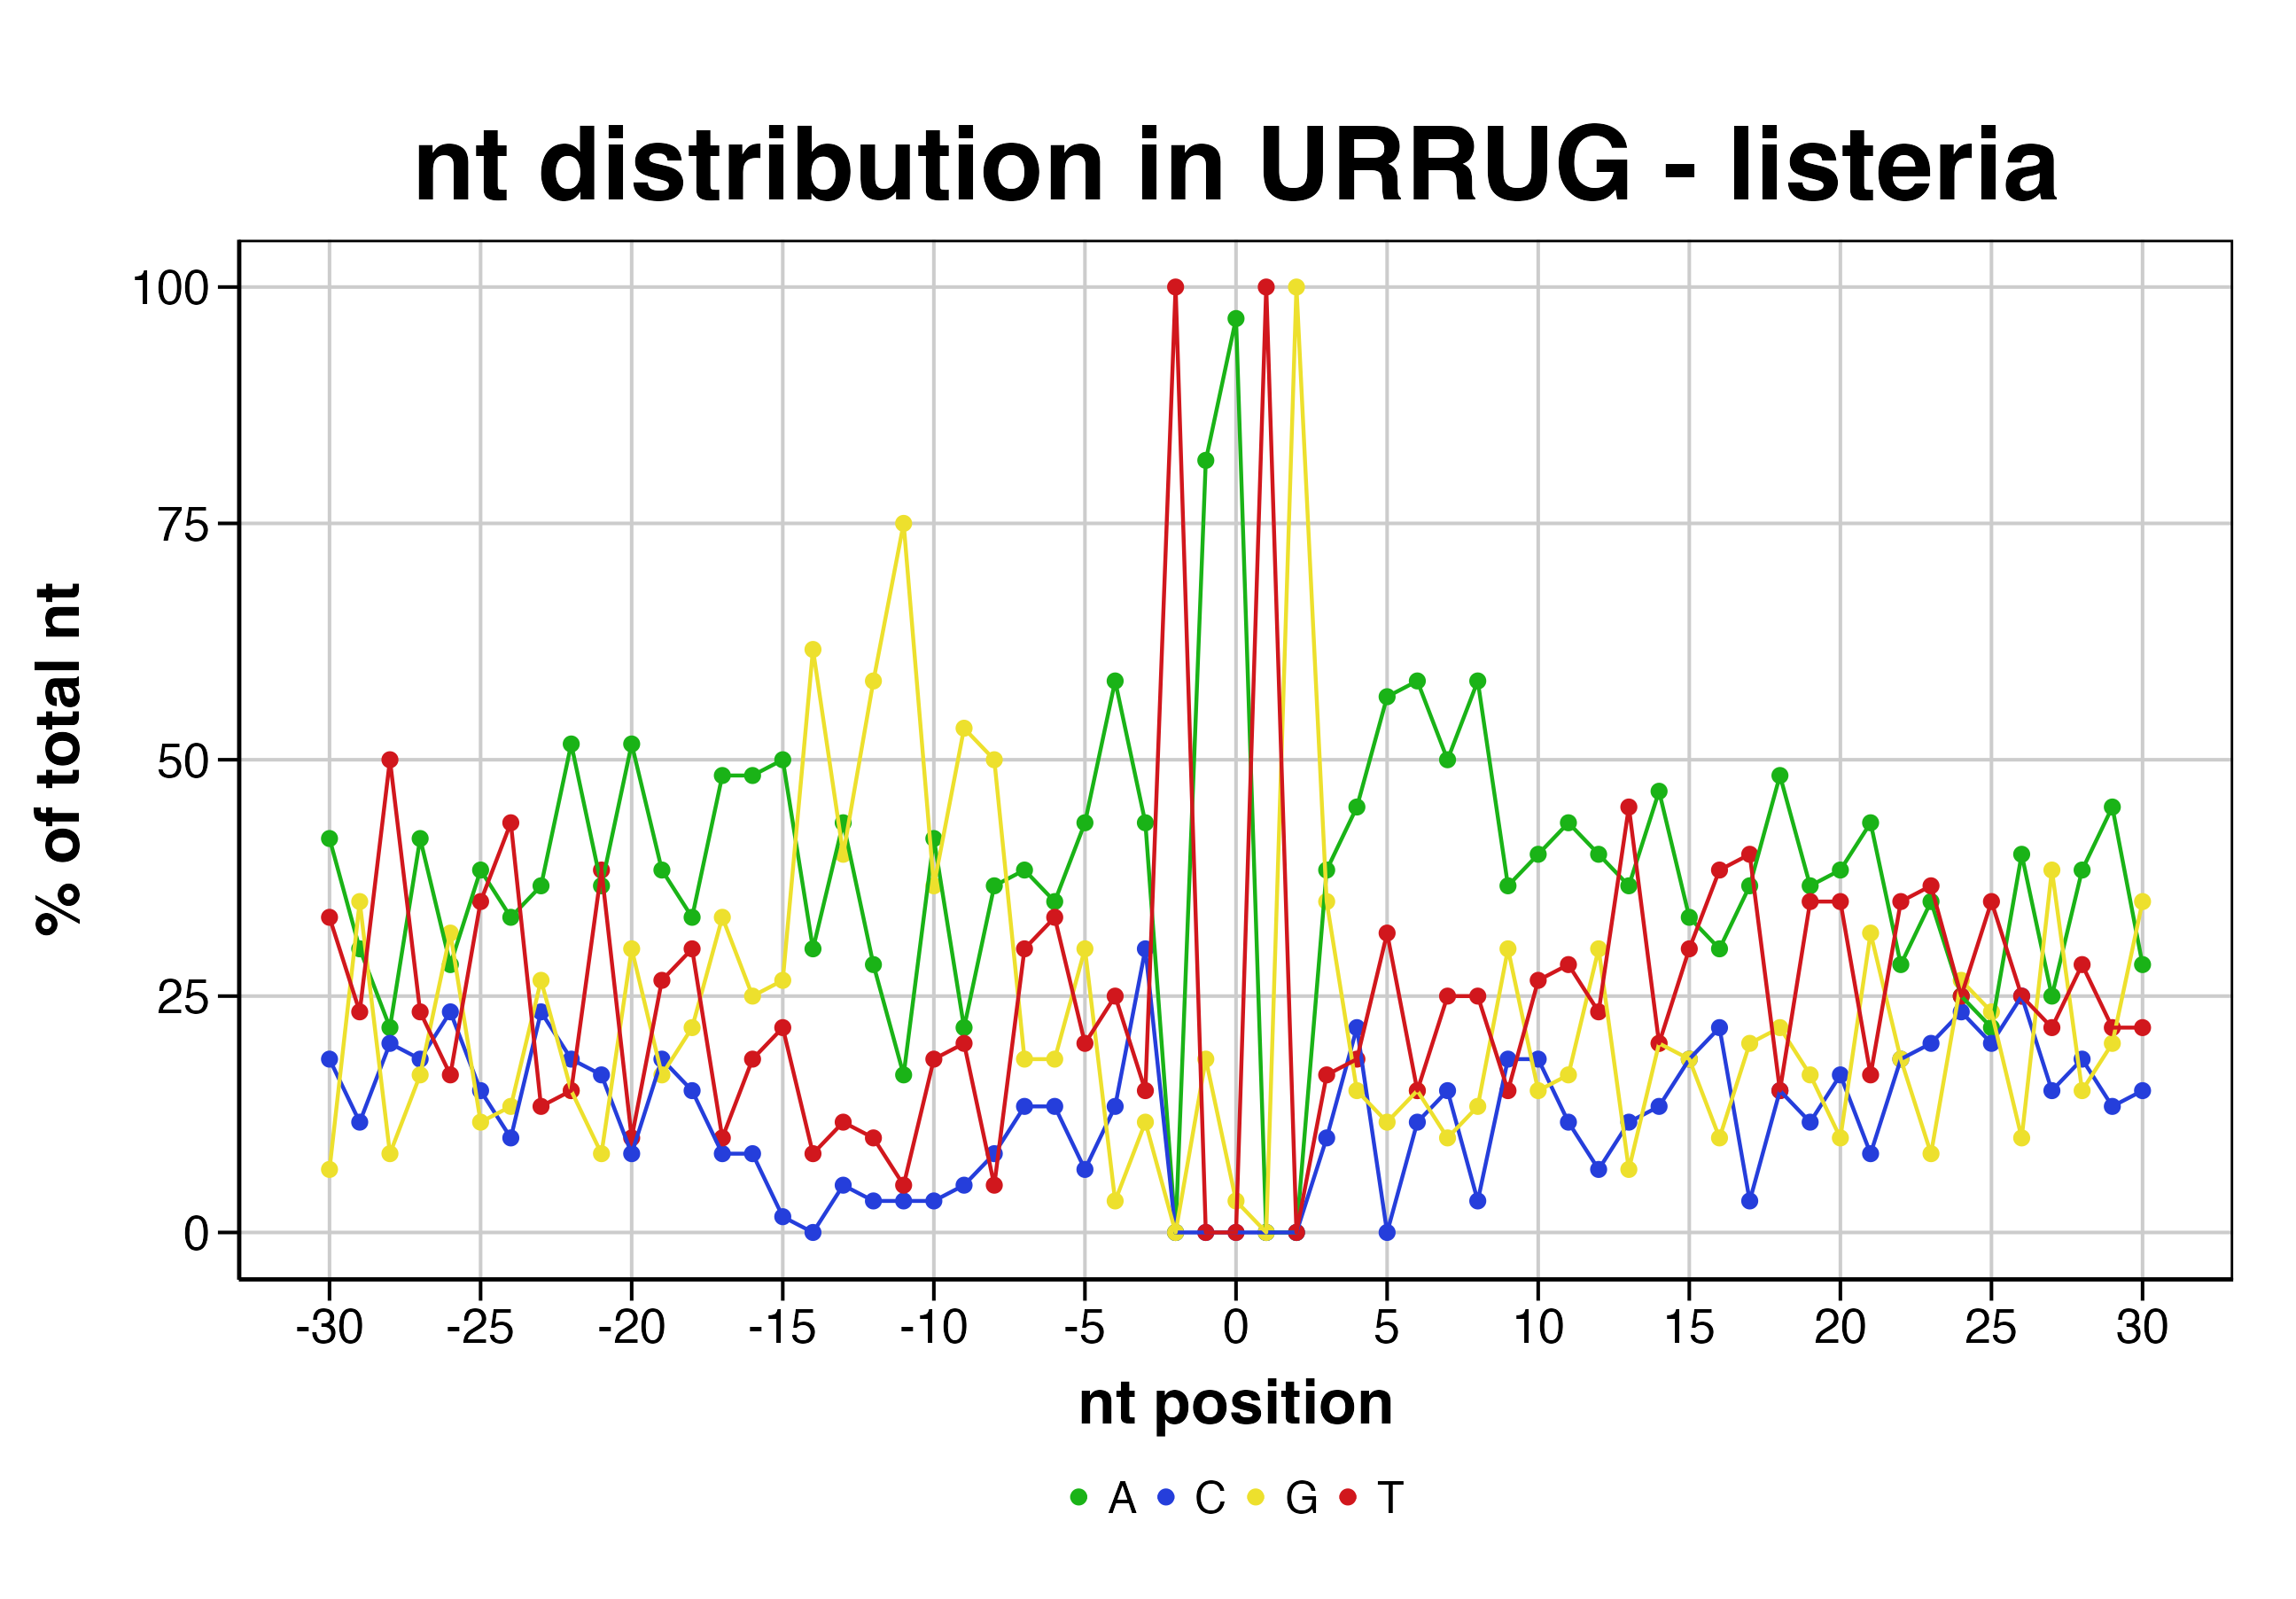 nt distribution in URRUG - listeria
% of total nt
100
75
50
25
0
-30 -25 -20 -15 -10 -5 0 5 10 15 20 25 30
nt position
A C G T